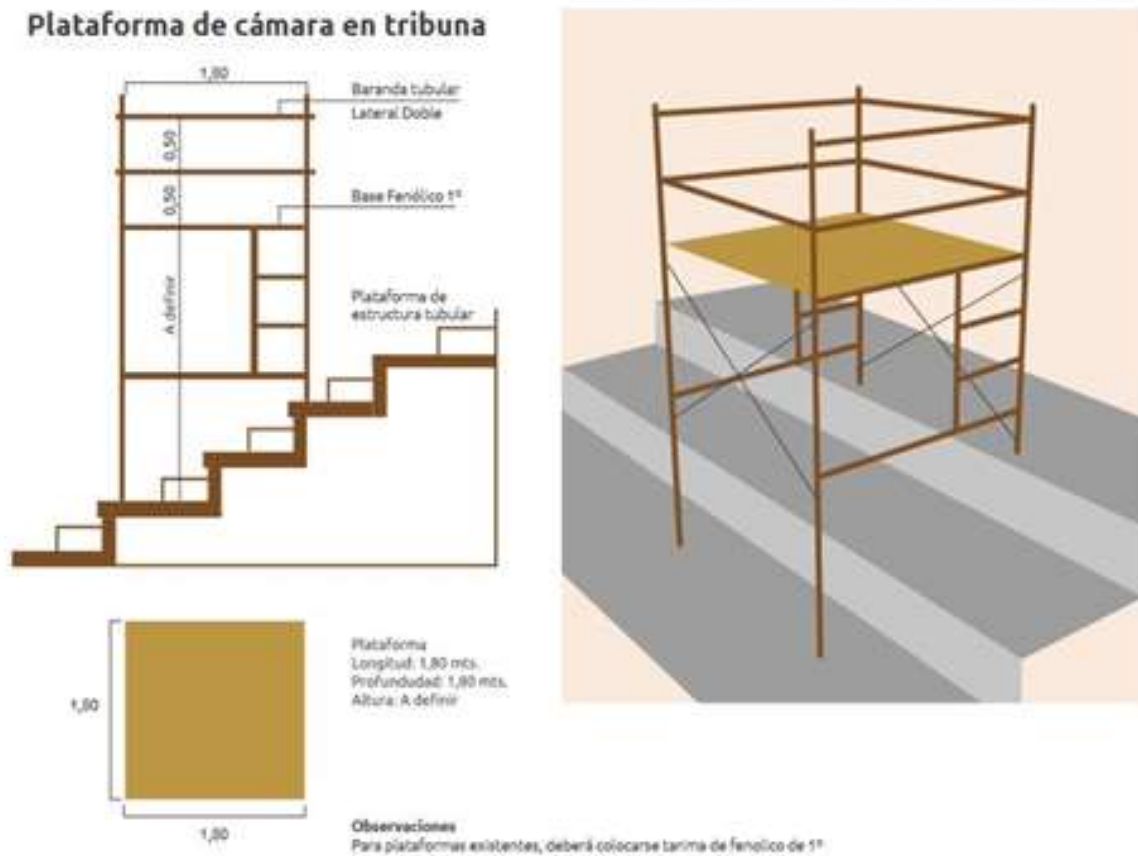 Plataforma de cámara en tribuna
1,80
Baranda tubular
Lateral Doble
0,50
0,50
Base Fenólico 1º
A definir
Plataforma de
estructura tubular
1,80
1,80
Plataforma
Longitud: 1,80 mts.
Profundudad: 1,80 mts.
Altura: A definir
Observaciones
Para plataformas existentes, deberá colocarse tarima de fenolico de 1º